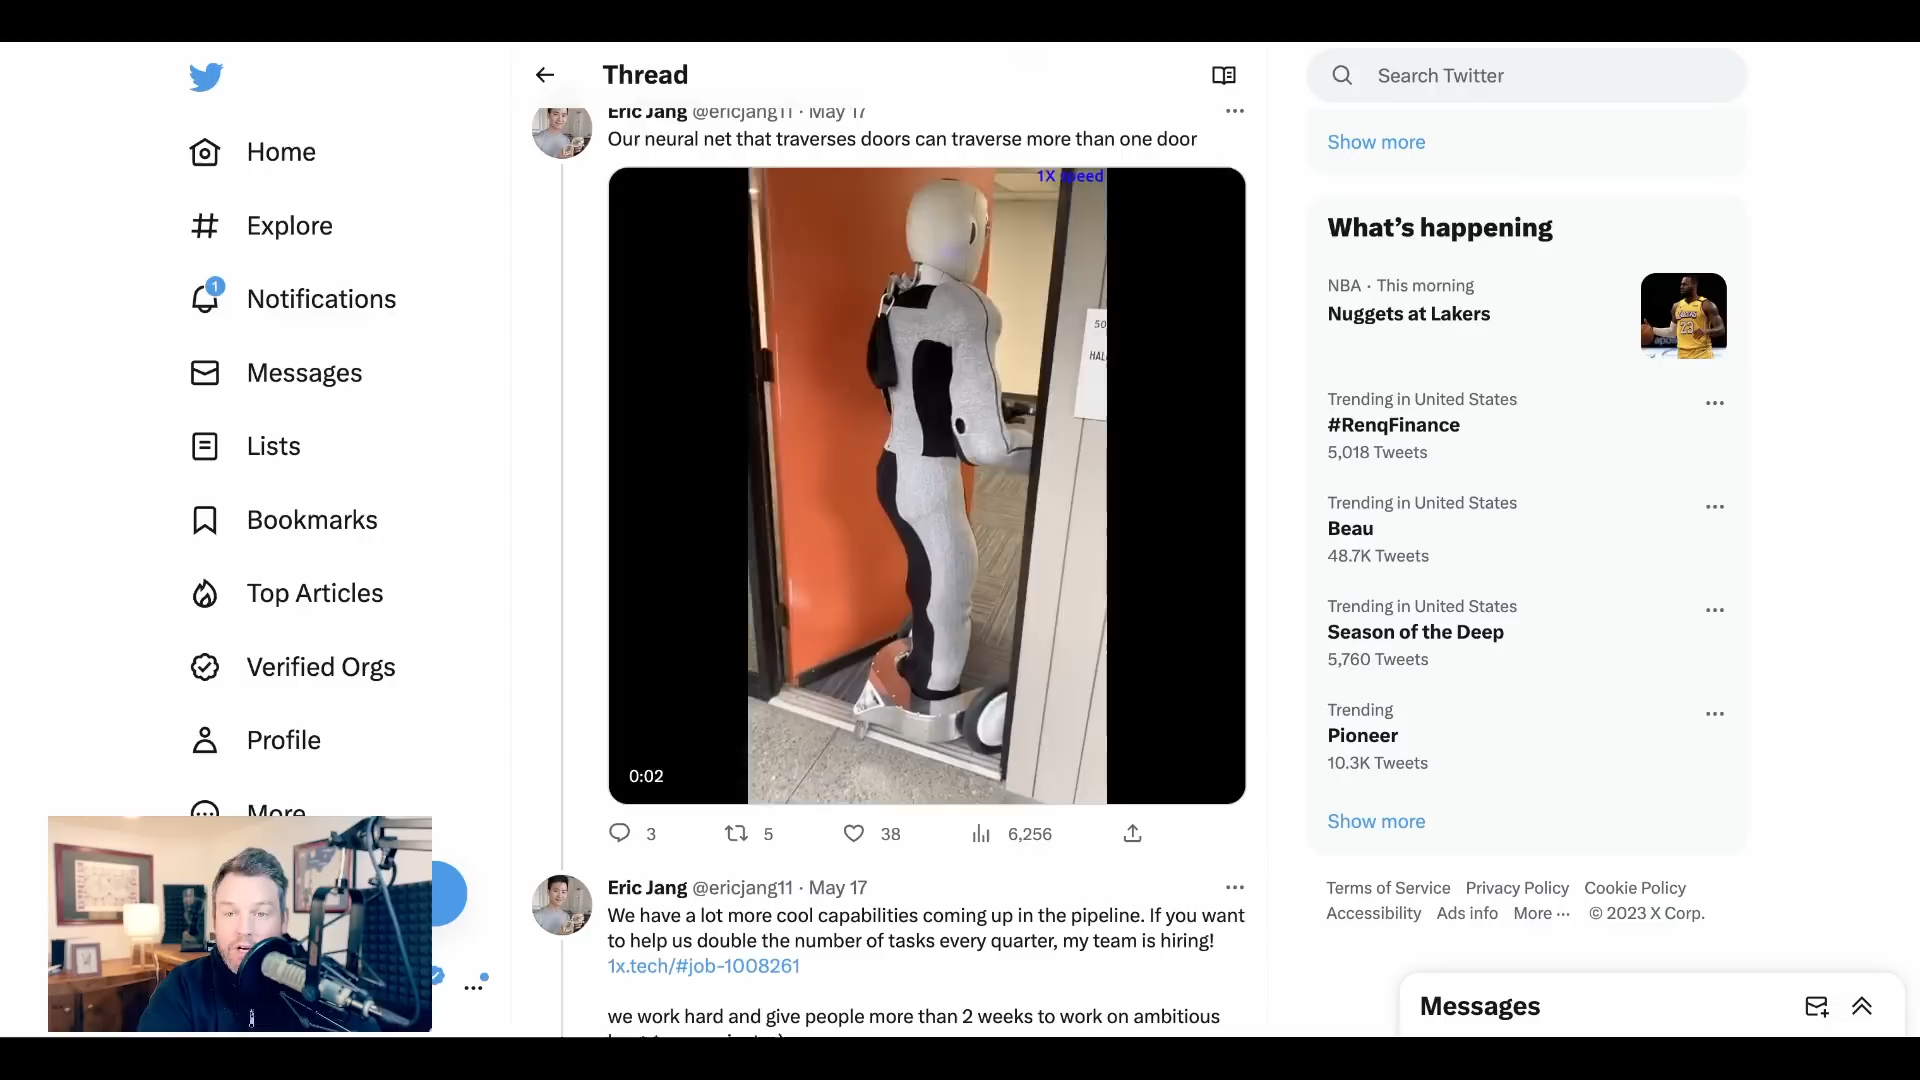 Home
Explore
1
Notifications
Messages
Lists
Bookmarks
Top Articles
Verified Orgs
Profile
More
Thread
Eric Jang @ericjang11 · May 17
Our neural net that traverses doors can traverse more than one door
1X speed
50
HAL
0:02
3
5
38
6,256
Eric Jang @ericjang11 · May 17
We have a lot more cool capabilities coming up in the pipeline. If you want
to help us double the number of tasks every quarter, my team is hiring!
1x.tech/#job-1008261
we work hard and give people more than 2 weeks to work on ambitious
Search Twitter
Show more
What's happening
NBA · This morning
Nuggets at Lakers
23
Trending in United States
#RenqFinance
5,018 Tweets
Trending in United States
Beau
48.7K Tweets
Trending in United States
Season of the Deep
5,760 Tweets
Trending
Pioneer
10.3K Tweets
Show more
Terms of Service Privacy Policy Cookie Policy
Accessibility Ads info More ··· © 2023 X Corp.
Messages